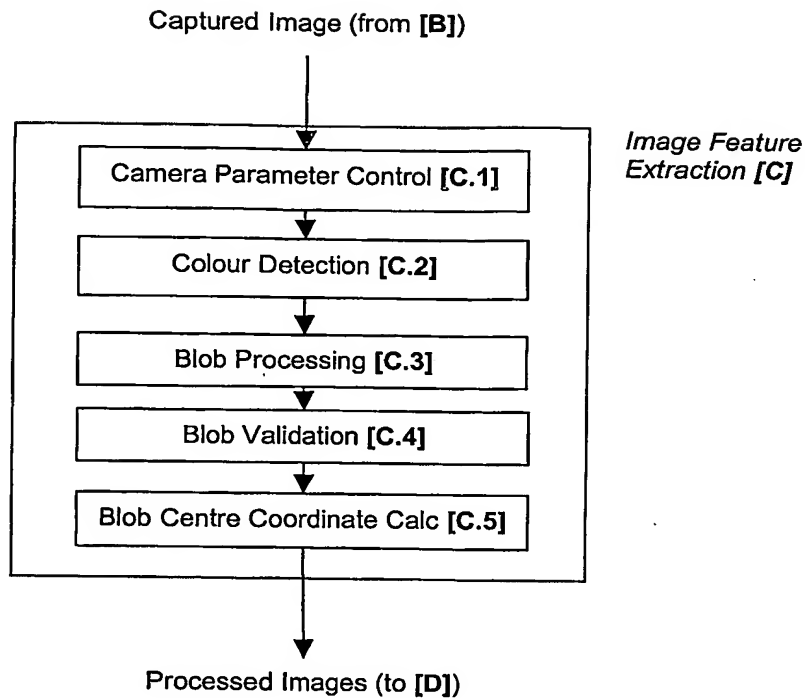 Captured Image (from [B])
Image Feature
Extraction [C]
Camera Parameter Control [C.1]
Colour Detection [C.2]
Blob Processing [C.3]
Blob Validation [C.4]
Blob Centre Coordinate Calc [C.5]
Processed Images (to [D])